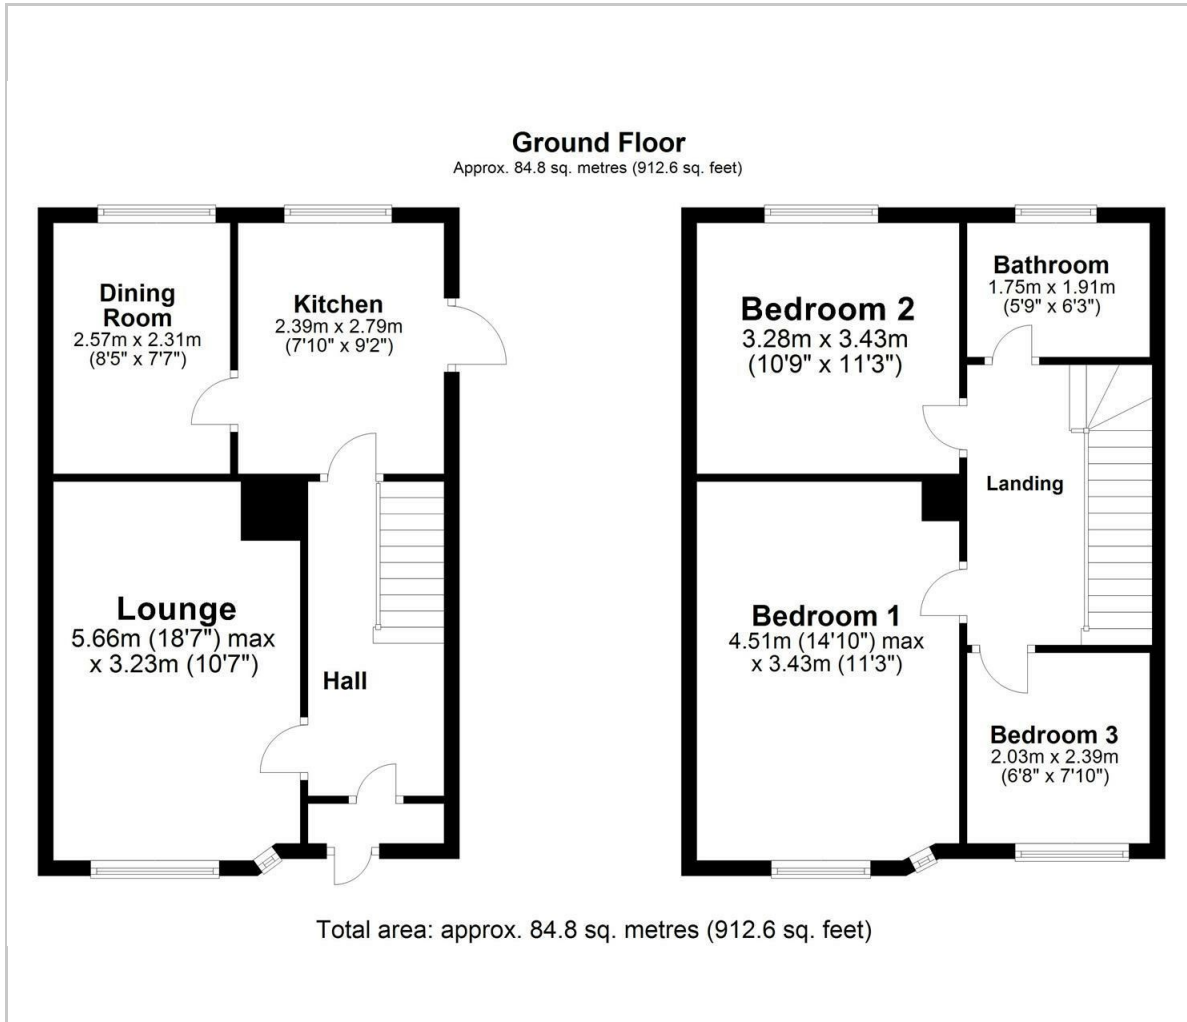 Ground Floor
Approx. 84.8 sq. metres (912.6 sq. feet)
Dining
Room
2.57m x 2.31m
(8'5" x 7'7")
Kitchen
2.39m x 2.79m
(7'10" x 9'2")
Lounge
5.66m (18'7") max
x 3.23m (10'7")
Hall
Bedroom 2
3.28m x 3.43m
(10'9" x 11'3")
Bathroom
1.75m x 1.91m
(5'9" x 6'3")
Landing
Bedroom 1
4.51m (14'10") max
x 3.43m (11'3")
Bedroom 3
2.03m x 2.39m
(6'8" x 7'10")
Total area: approx. 84.8 sq. metres (912.6 sq. feet)